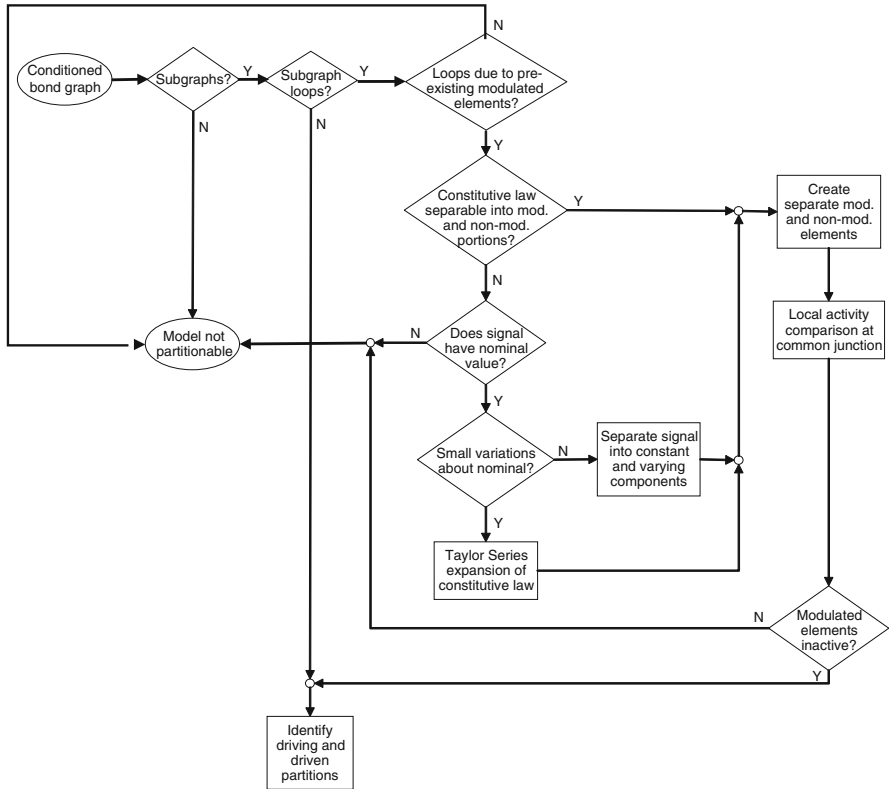 N
Conditioned
bond graph
Subgraphs?
Y
Subgraph
loops?
Y
Loops due to pre-
existing modulated
elements?
N
N
Y
Constitutive law
separable into mod.
and non-mod.
portions?
Y
Create
separate mod.
and non-mod.
elements
N
Model not
partitionable
N
Does signal
have nominal
value?
Local activity
comparison at
common junction
Y
Small variations
about nominal?
N
Separate signal
into constant
and varying
components
Y
Taylor Series
expansion of
constitutive law
N
Modulated
elements
inactive?
Y
Identify
driving and
driven
partitions